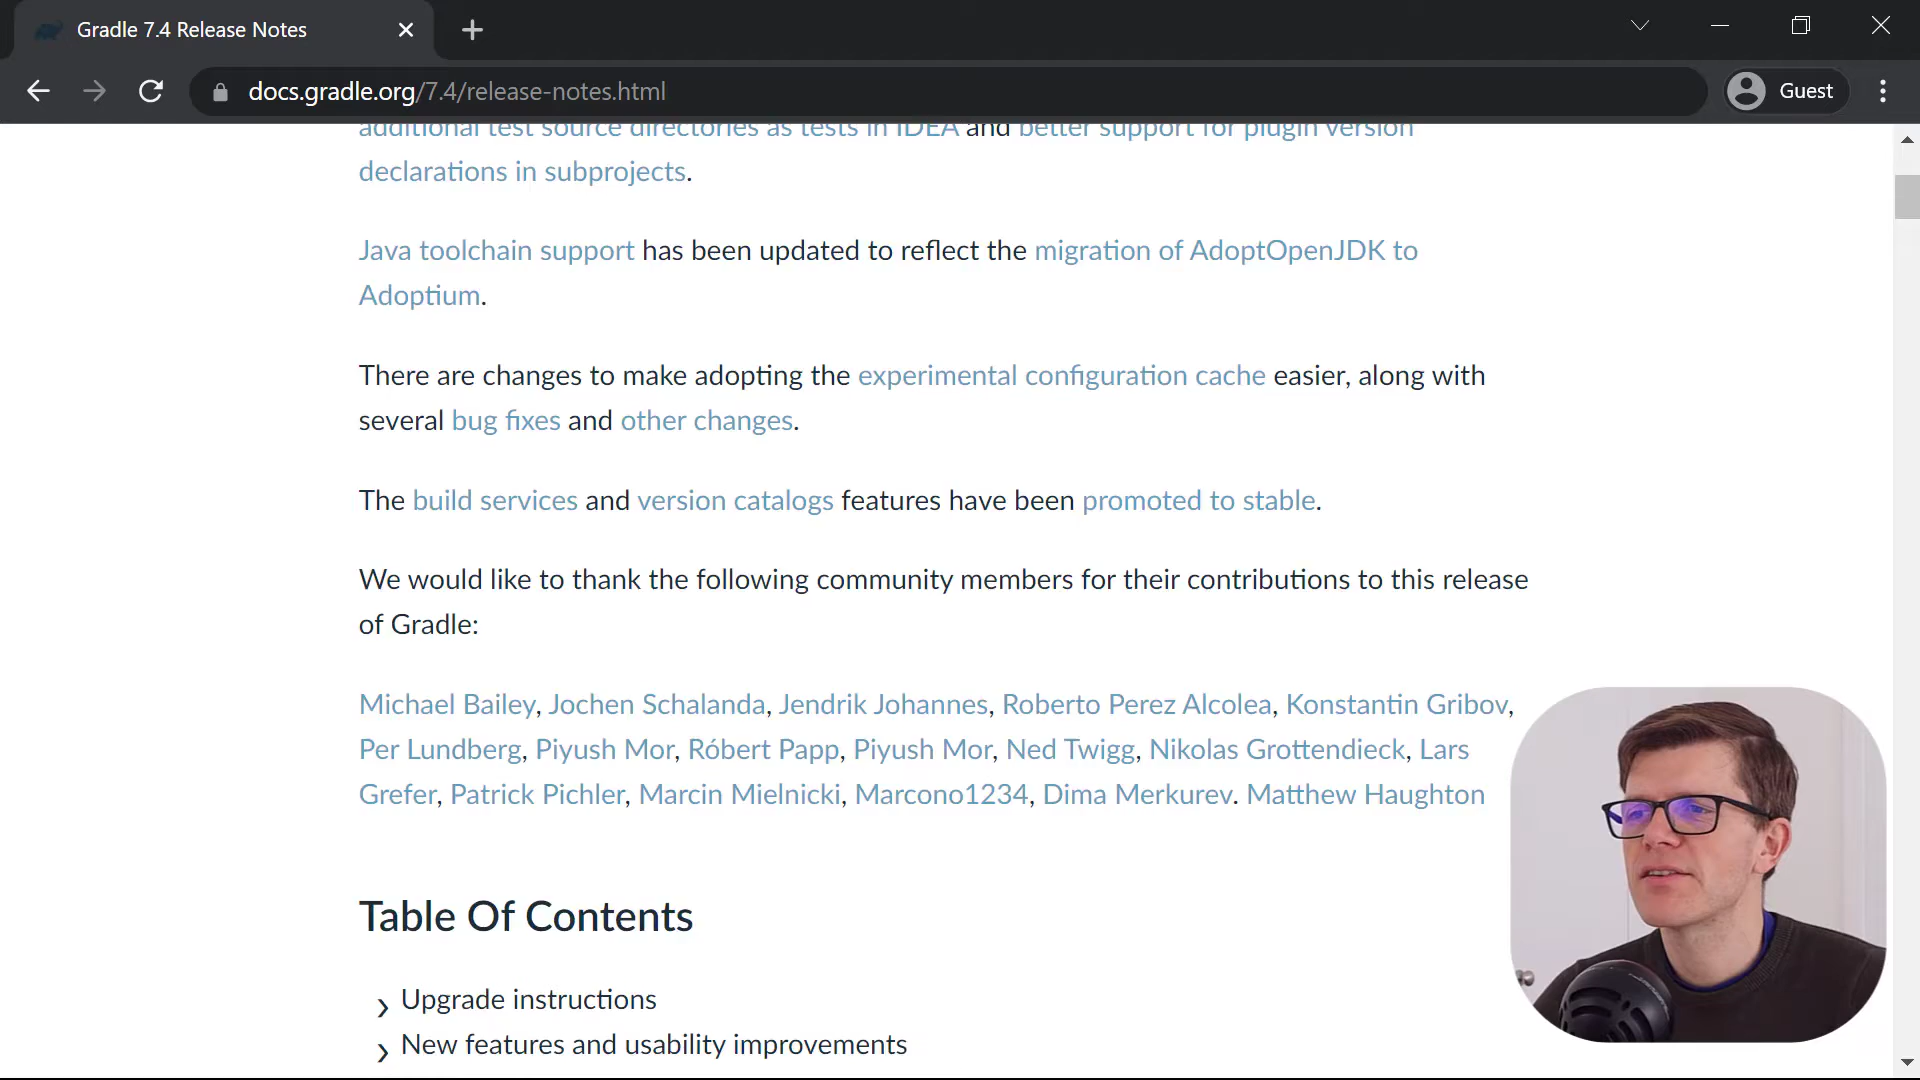 Gradle 7.4 Release Notes
docs.gradle.org/7.4/release-notes.html
Guest
additional test source directories as tests in IDEA and better support for plugin version
declarations in subprojects.
Java toolchain support has been updated to reflect the migration of AdoptOpenJDK to
Adoptium.
There are changes to make adopting the experimental configuration cache easier, along with
several bug fixes and other changes.
The build services and version catalogs features have been promoted to stable.
We would like to thank the following community members for their contributions to this release
of Gradle:
Michael Bailey, Jochen Schalanda, Jendrik Johannes, Roberto Perez Alcolea, Konstantin Gribov,
Per Lundberg, Piyush Mor, Róbert Papp, Piyush Mor, Ned Twigg, Nikolas Grottendieck, Lars
Grefer, Patrick Pichler, Marcin Mielnicki, Marcono1234, Dima Merkurev. Matthew Haughton
Table Of Contents
Upgrade instructions
New features and usability improvements